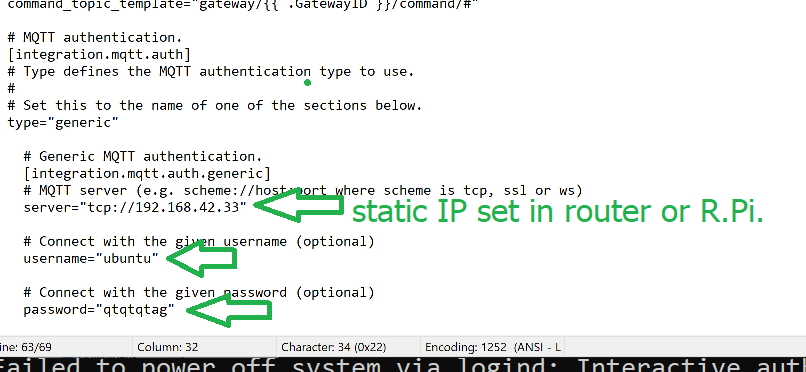 command_topic_template="gateway/{{ .GatewayID }}/command/#"
# MQTT authentication.
[integration.mqtt.auth]
# Type defines the MQTT authentication type to use.
#
# Set this to the name of one of the sections below.
type="generic"
# Generic MQTT authentication.
[integration.mqtt.auth.generic]
# MQTT server (e.g. scheme://host:port where scheme is tcp, ssl or ws)
server="tcp://192.168.42.33"
static IP set in router or R.Pi.
# Connect with the given username (optional)
username="ubuntu"
# Connect with the given password (optional)
password="qtqtqtag"
ine: 63/69 Column: 32 Character: 34 (0x22) Encoding: 1252 (ANSI - L
Failed to power off system via logind: Interactive aut